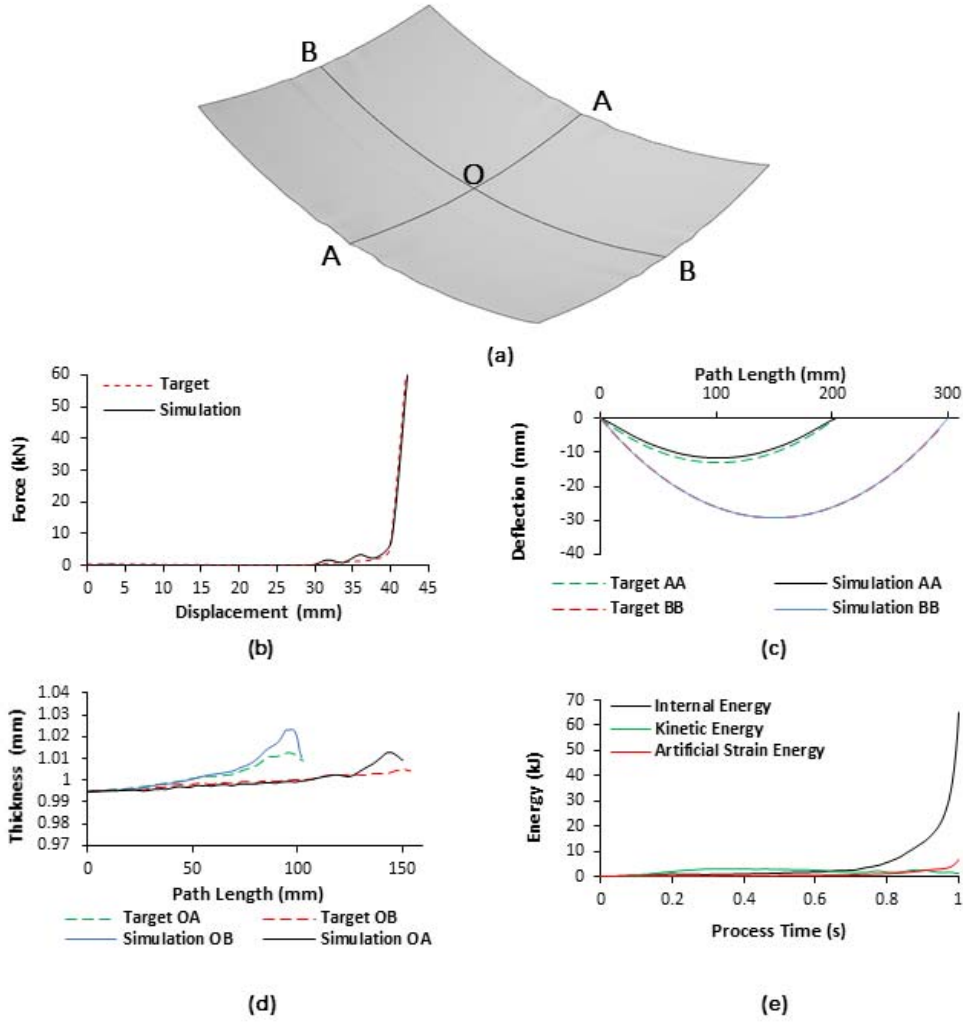 B
A
O
A
B
(a)
60
50
40
30
20
10
0
Force (kN)
Target
Simulation
0 5 10 15 20 25 30 35 40 45
Displacement (mm)
(b)
Path Length (mm)
0 100 200 300
0
-10
-20
-30
-40
Deflection (mm)
Target AA Simulation AA
Target BB Simulation BB
(c)
1.04
1.03
1.02
1.01
1
0.99
0.98
0.97
Thickness (mm)
0 50 100 150
Path Length (mm)
Target OA Target OB
Simulation OB Simulation OA
(d)
70
60
50
40
30
20
10
0
Energy (kJ)
Internal Energy
Kinetic Energy
Artificial Strain Energy
0 0.2 0.4 0.6 0.8 1
Process Time (s)
(e)